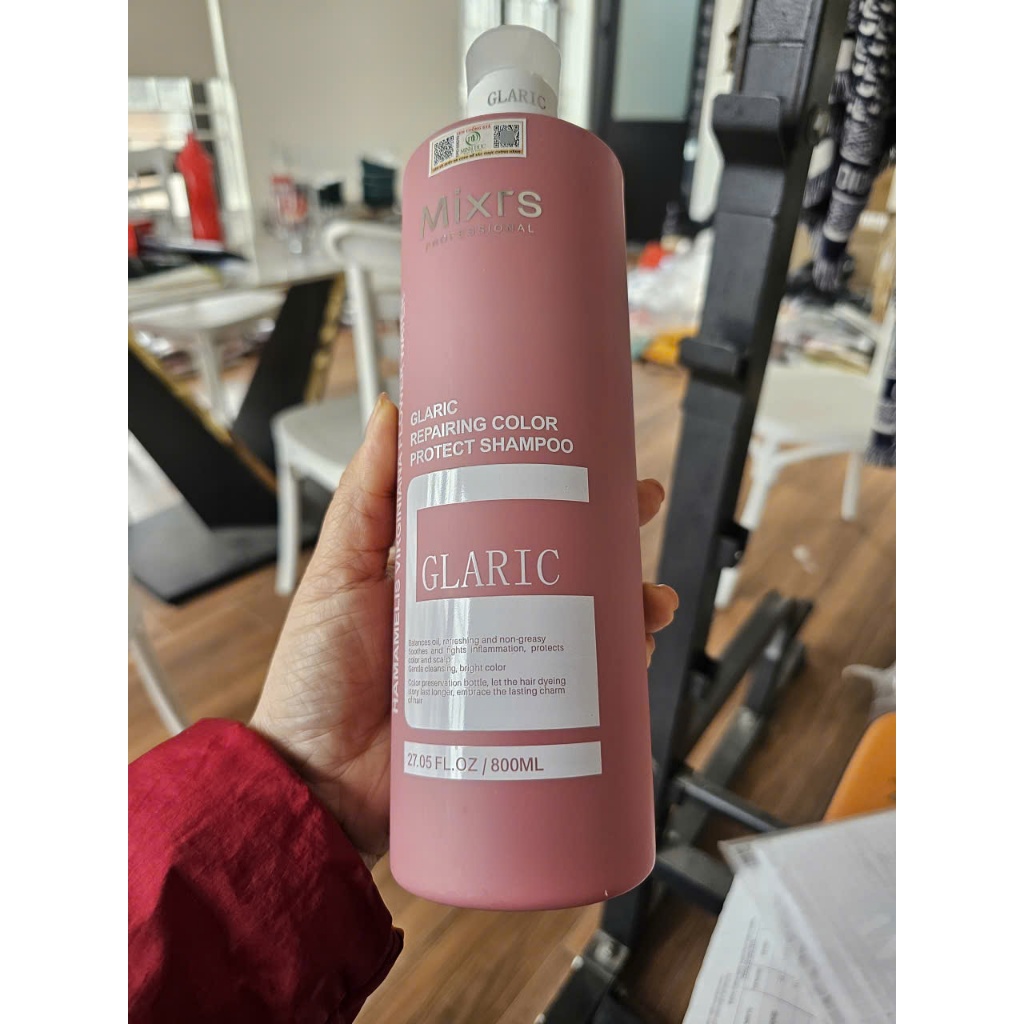 GLARIC
Mixrs
PROFESSIONAL
GLARIC
REPAIRING COLOR
PROTECT SHAMPOO
HAMAMELIS VIRGINIANA
GLARIC
Balances oil, refreshing and non-greasy
Soothes and fights inflammation, protects
color and scalp
Gentle cleansing, bright color
Color preservation bottle, let the hair dyeing
stay last longer, embrace the lasting charm
of hair
27.05 FL.OZ / 800ML